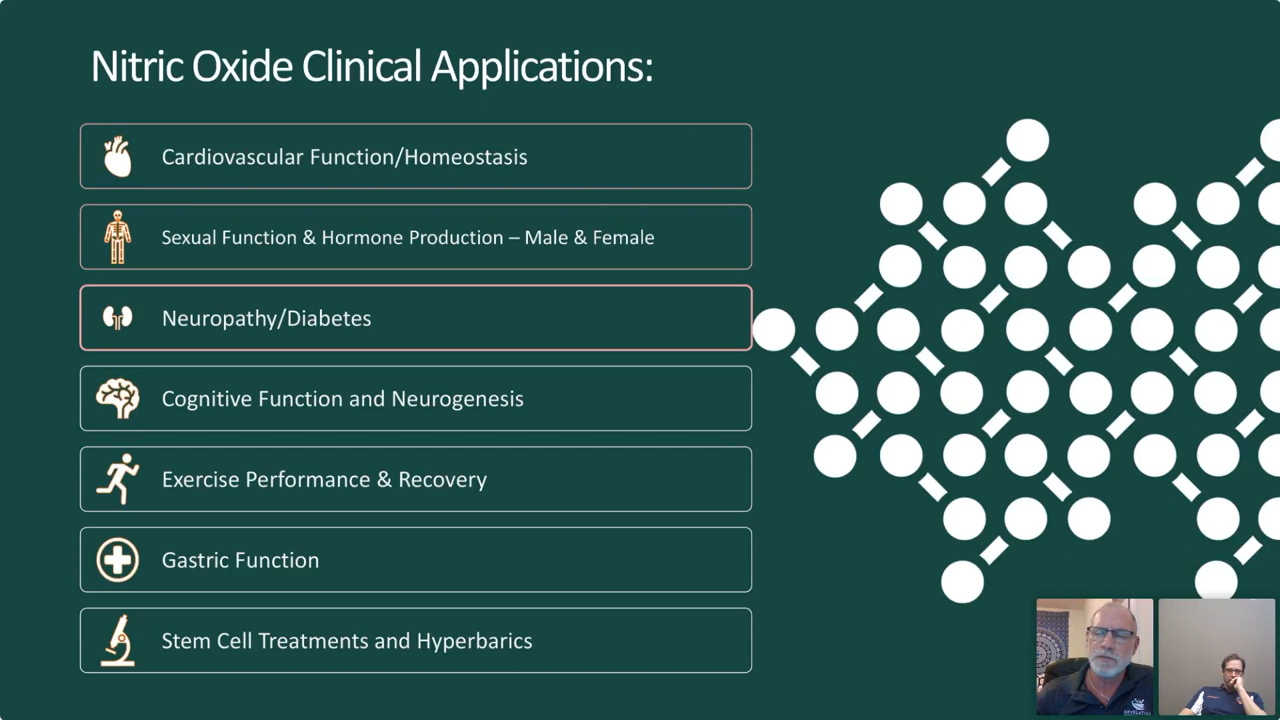 Nitric Oxide Clinical Applications:
Cardiovascular Function/Homeostasis
Sexual Function & Hormone Production – Male & Female
Neuropathy/Diabetes
Cognitive Function and Neurogenesis
Exercise Performance & Recovery
Gastric Function
Stem Cell Treatments and Hyperbarics